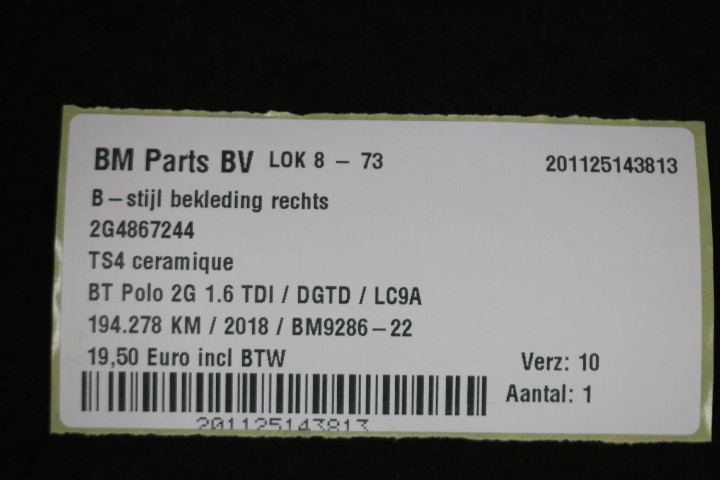 BM Parts BV LOK 8 – 73 201125143813
B–stijl bekleding rechts
2G4867244
TS4 ceramique
BT Polo 2G 1.6 TDI / DGTD / LC9A
194.278 KM / 2018 / BM9286–22
19,50 Euro incl BTW Verz: 10
Aantal: 1
201125143813